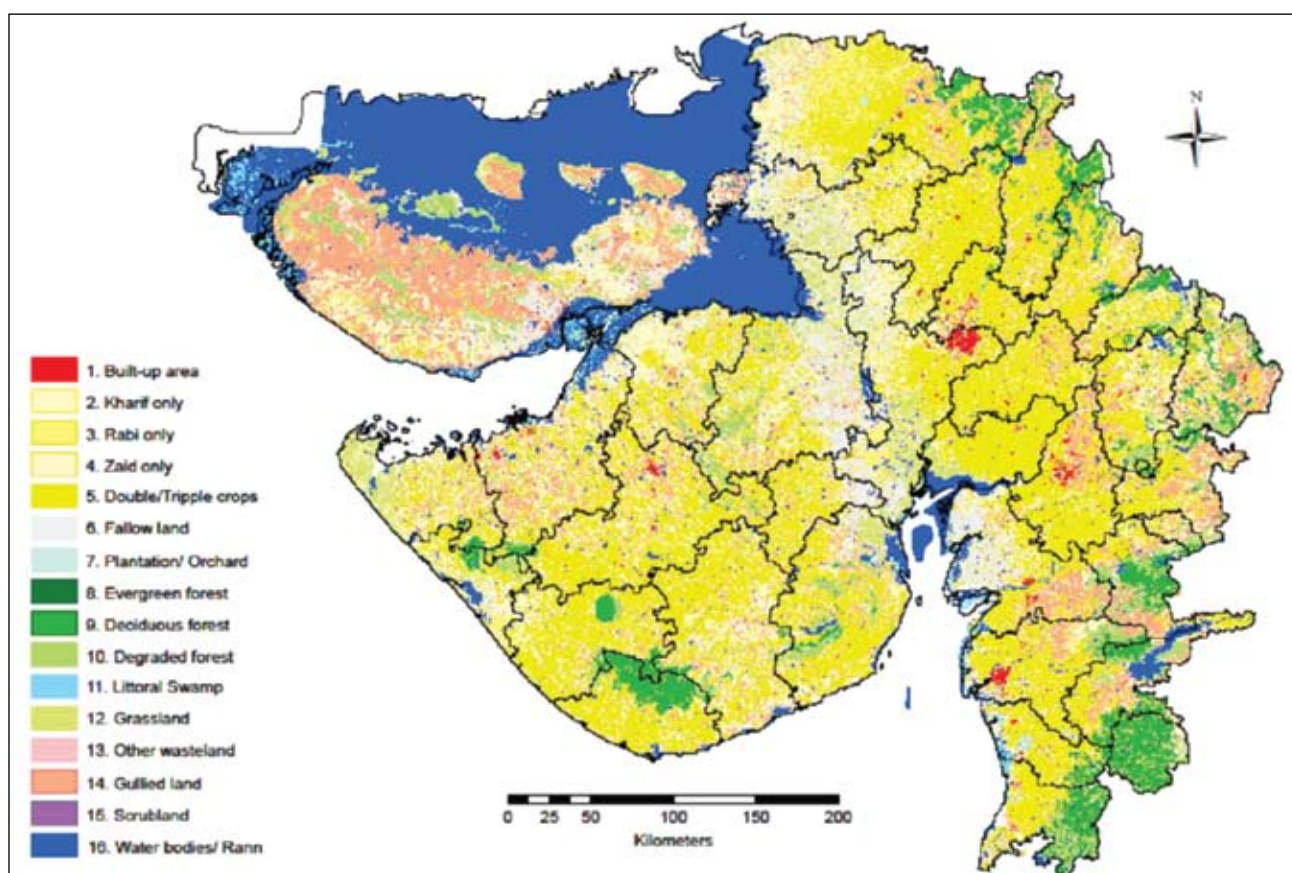 N
1. Built-up area
2. Kharif only
3. Rabi only
4. Zaid only
5. Double/Tripple crops
6. Fallow land
7. Plantation/ Orchard
8. Evergreen forest
9. Deciduous forest
10. Degraded forest
11. Littoral Swamp
12. Grassland
13. Other wasteland
14. Gullied land
15. Scrubland
16. Water bodies/ Rann
0 25 50 100 150 200
Kilometers